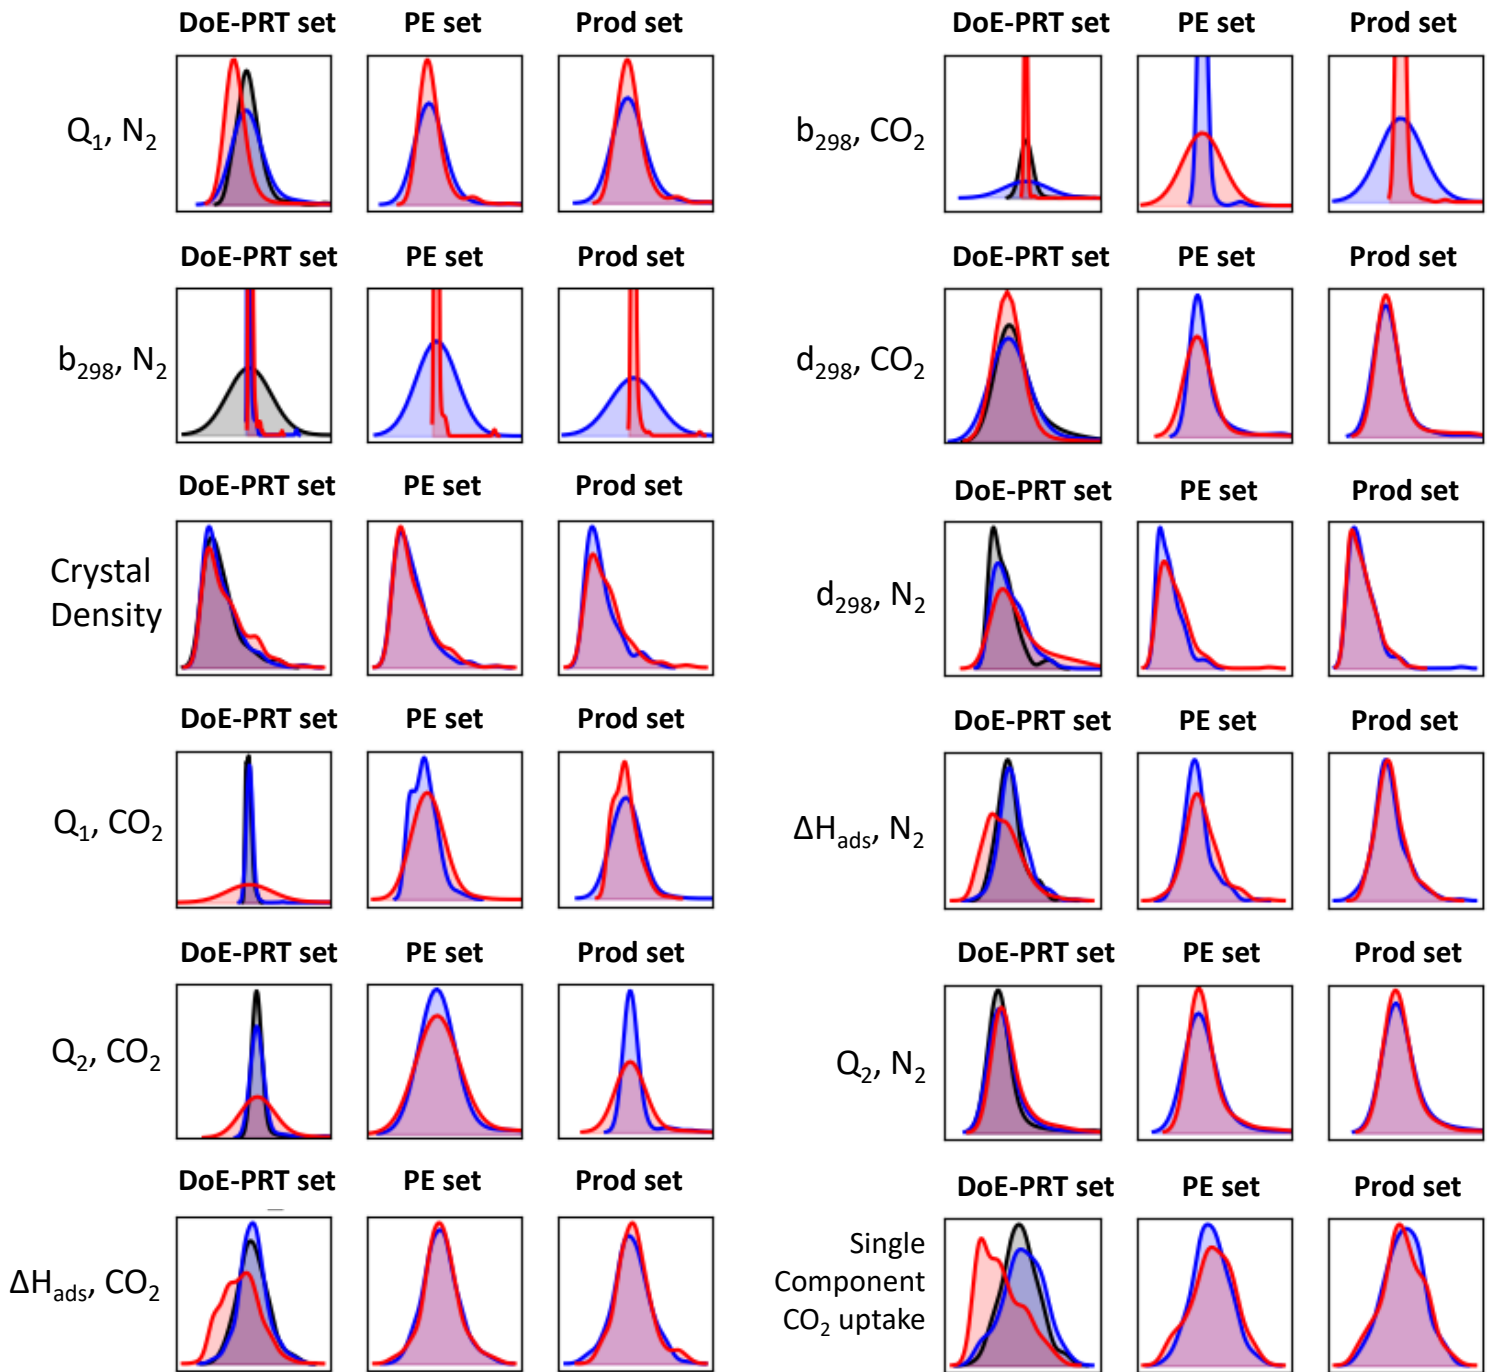 DoE-PRT set PE set Prod set
Q₁, N₂
DoE-PRT set PE set Prod set
b₂₉₈, CO₂
DoE-PRT set PE set Prod set
b₂₉₈, N₂
DoE-PRT set PE set Prod set
d₂₉₈, CO₂
DoE-PRT set PE set Prod set
Crystal
Density
DoE-PRT set PE set Prod set
d₂₉₈, N₂
DoE-PRT set PE set Prod set
Q₁, CO₂
DoE-PRT set PE set Prod set
ΔH_ads, N₂
DoE-PRT set PE set Prod set
Q₂, CO₂
DoE-PRT set PE set Prod set
Q₂, N₂
DoE-PRT set PE set Prod set
ΔH_ads, CO₂
DoE-PRT set PE set Prod set
Single
Component
CO₂ uptake